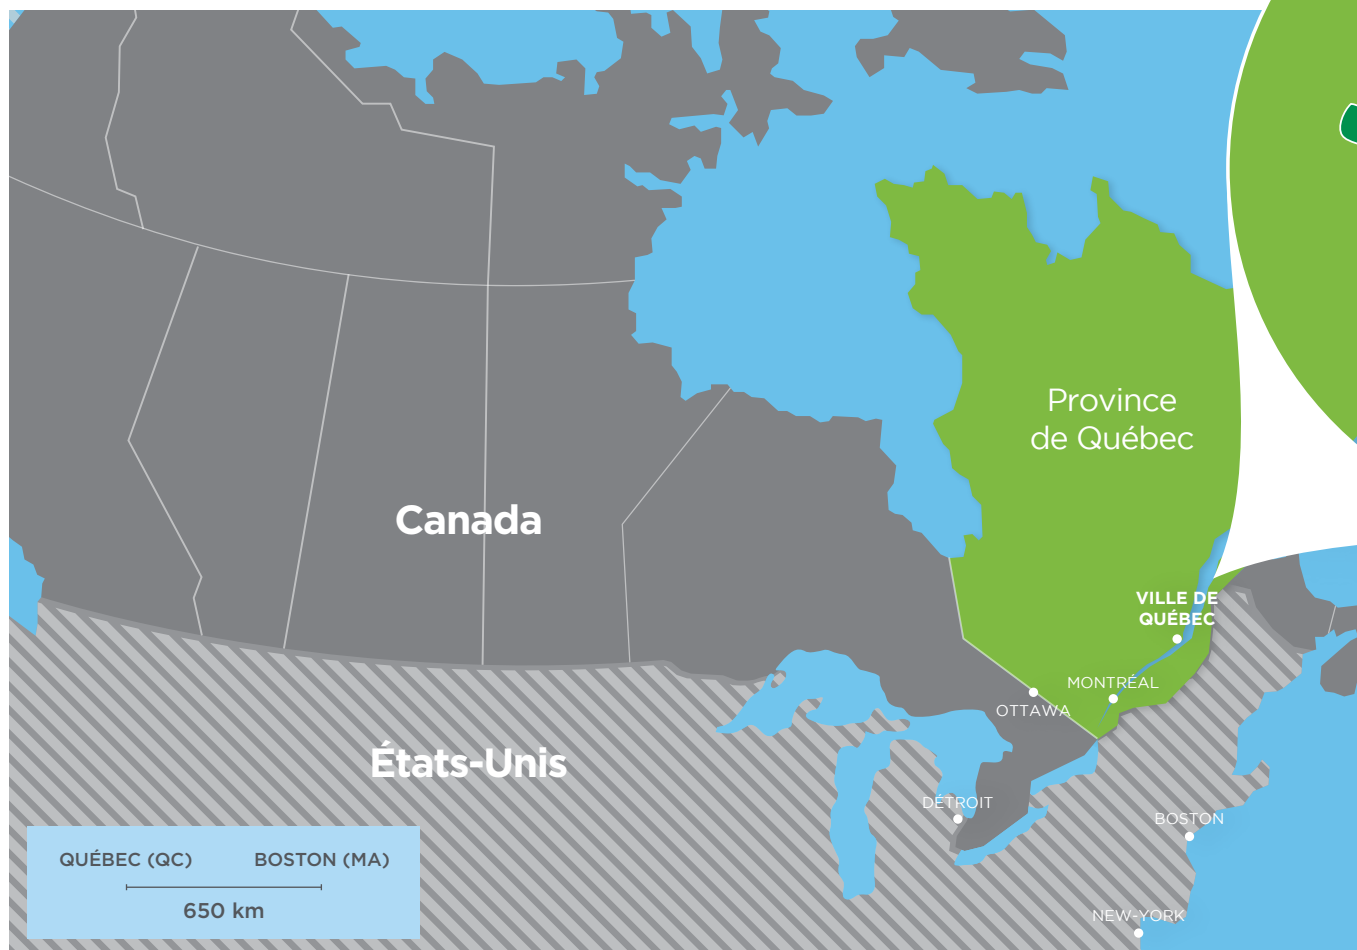 Province
de Québec
Canada
VILLE DE
QUÉBEC
MONTRÉAL
OTTAWA
États-Unis
DÉTROIT
BOSTON
QUÉBEC (QC) BOSTON (MA)
650 km
NEW-YORK